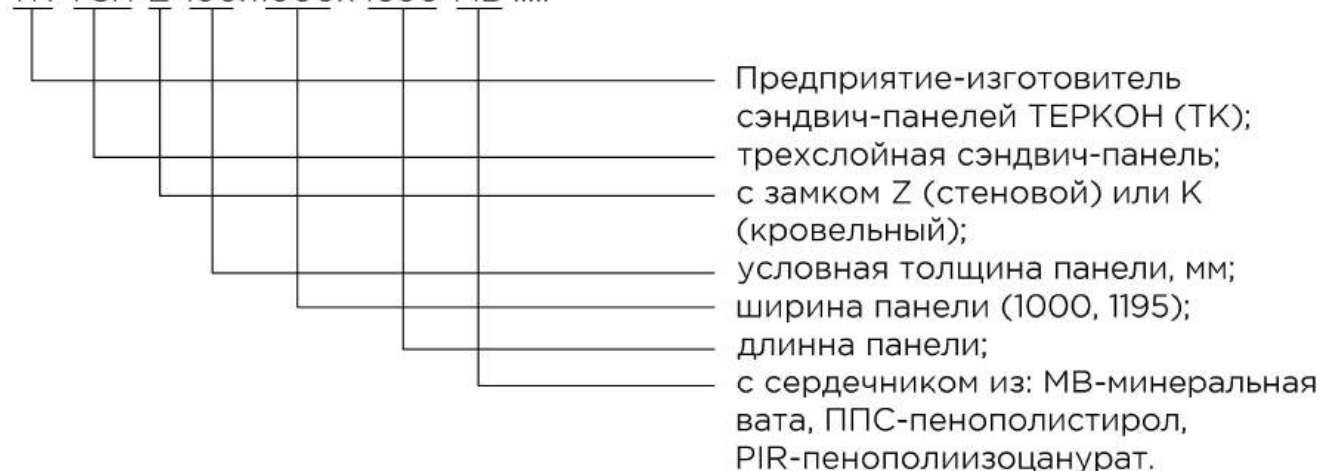 Предприятие-изготовитель
сэндвич-панелей ТЕРКОН (ТК);
трехслойная сэндвич-панель;
с замком Z (стеновой) или К
(кровельный);
условная толщина панели, мм;
ширина панели (1000, 1195);
длинна панели;
с сердечником из: МВ-минеральная
вата, ППС-пенополистирол,
PIR-пенополиизоцанурат.